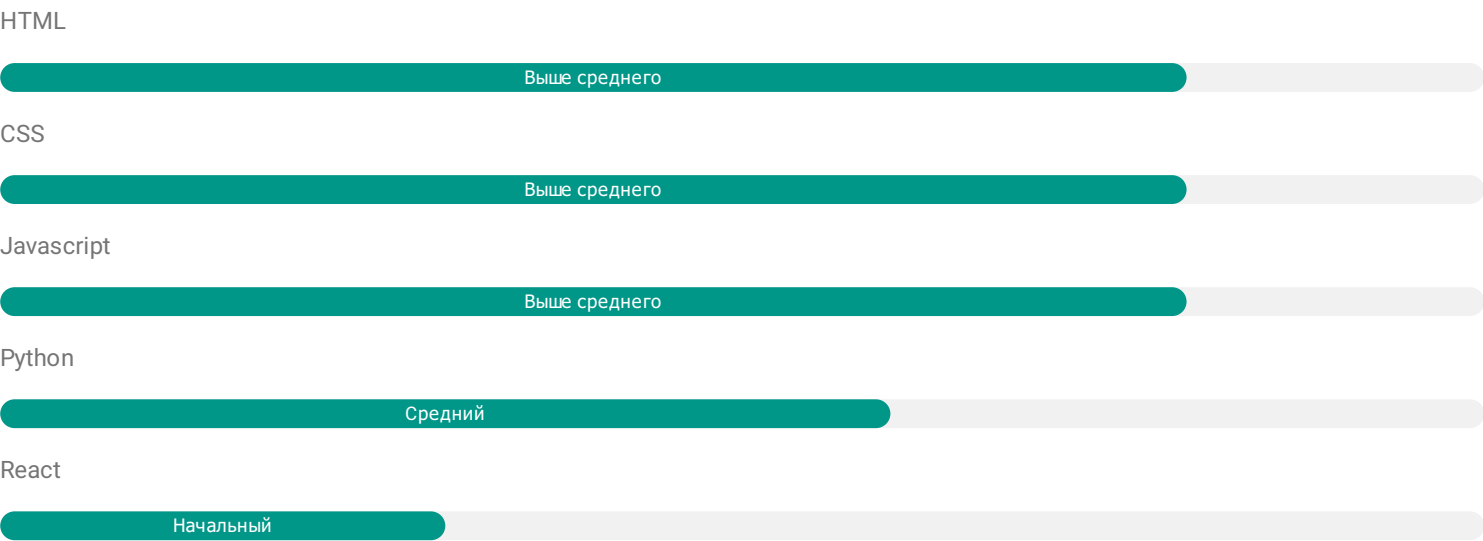 HTML
Выше среднего
CSS
Выше среднего
Javascript
Выше среднего
Python
Средний
React
Начальный